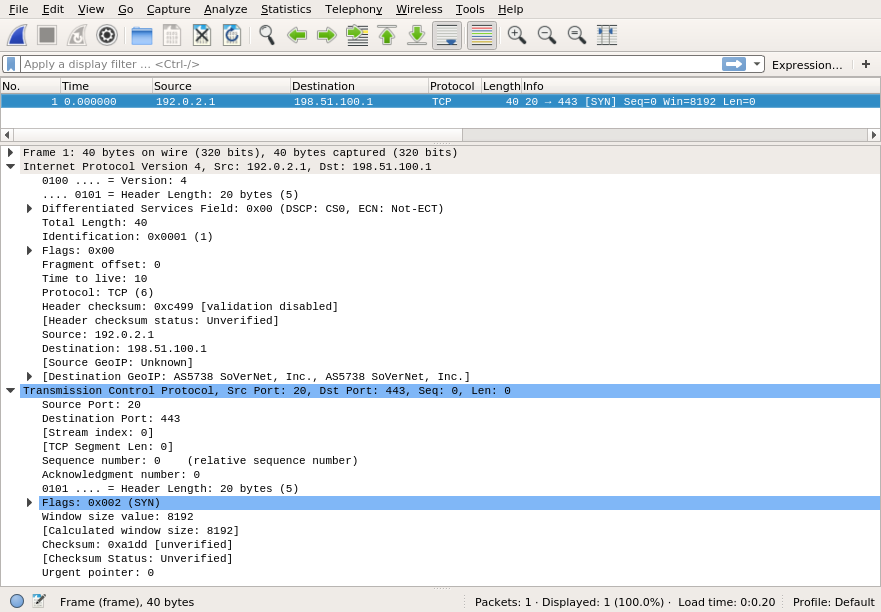 File Edit View Go Capture Analyze Statistics Telephony Wireless Tools Help
Apply a display filter ... <Ctrl-/> Expression... +
No. Time Source Destination Protocol Length Info
1 0.000000 192.0.2.1 198.51.100.1 TCP 40 20 → 443 [SYN] Seq=0 Win=8192 Len=0
Frame 1: 40 bytes on wire (320 bits), 40 bytes captured (320 bits)
Internet Protocol Version 4, Src: 192.0.2.1, Dst: 198.51.100.1
0100 .... = Version: 4
.... 0101 = Header Length: 20 bytes (5)
Differentiated Services Field: 0x00 (DSCP: CS0, ECN: Not-ECT)
Total Length: 40
Identification: 0x0001 (1)
Flags: 0x00
Fragment offset: 0
Time to live: 10
Protocol: TCP (6)
Header checksum: 0xc499 [validation disabled]
[Header checksum status: Unverified]
Source: 192.0.2.1
Destination: 198.51.100.1
[Source GeoIP: Unknown]
[Destination GeoIP: AS5738 SoVerNet, Inc., AS5738 SoVerNet, Inc.]
Transmission Control Protocol, Src Port: 20, Dst Port: 443, Seq: 0, Len: 0
Source Port: 20
Destination Port: 443
[Stream index: 0]
[TCP Segment Len: 0]
Sequence number: 0 (relative sequence number)
Acknowledgment number: 0
0101 .... = Header Length: 20 bytes (5)
Flags: 0x002 (SYN)
Window size value: 8192
[Calculated window size: 8192]
Checksum: 0xa1dd [unverified]
[Checksum Status: Unverified]
Urgent pointer: 0
Frame (frame), 40 bytes Packets: 1 · Displayed: 1 (100.0%) · Load time: 0:0.20 Profile: Default